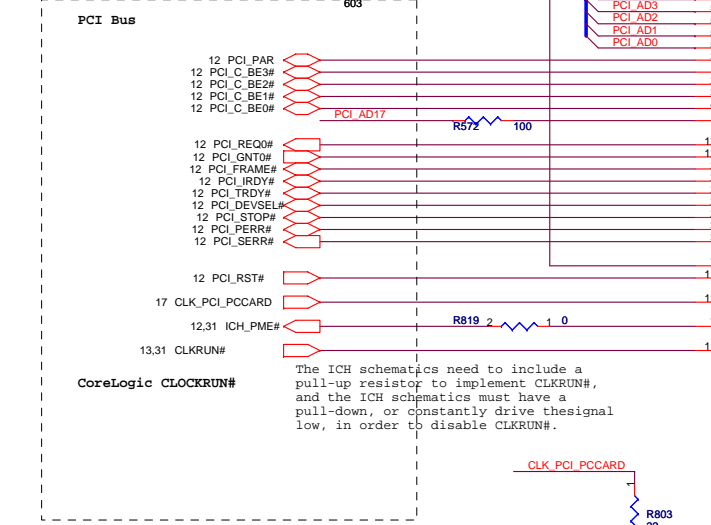 603
PCI_AD3
PCI_AD2
PCI_AD1
PCI_AD0
PCI Bus
12 PCI_PAR
12 PCI_C_BE3#
12 PCI_C_BE2#
12 PCI_C_BE1#
12 PCI_C_BE0#
PCI_AD17
R572 100
12 PCI_REQ0#
12 PCI_GNT0#
12 PCI_FRAME#
12 PCI_IRDY#
12 PCI_TRDY#
12 PCI_DEVSEL#
12 PCI_STOP#
12 PCI_PERR#
12 PCI_SERR#
12 PCI_RST#
17 CLK_PCI_PCCARD
12,31 ICH_PME#
R819 2 1 0
13,31 CLKRUN#
CoreLogic CLOCKRUN#
The ICH schematics need to include a
pull-up resistor to implement CLKRUN#,
and the ICH schematics must have a
pull-down, or constantly drive thesignal
low, in order to disable CLKRUN#.
CLK_PCI_PCCARD
1
R803